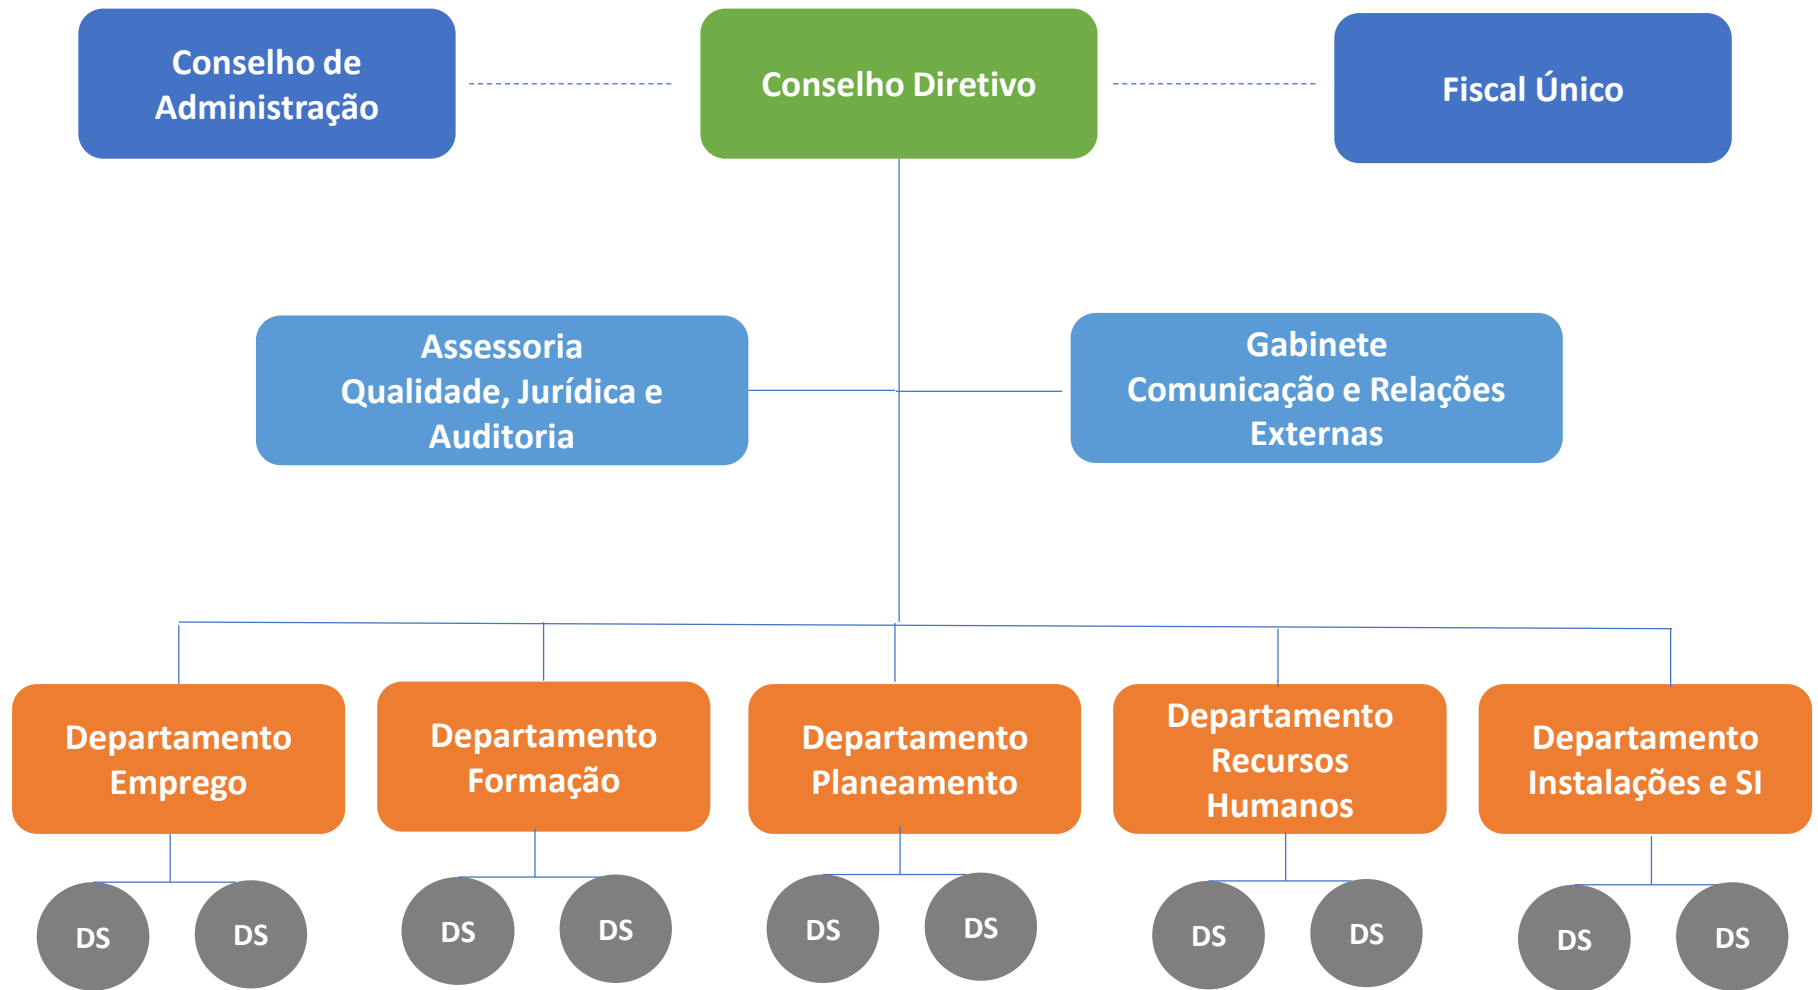 Conselho de
Administração
Conselho Diretivo
Fiscal Único
Assessoria
Qualidade, Jurídica e
Auditoria
Gabinete
Comunicação e Relações
Externas
Departamento
Emprego
Departamento
Formação
Departamento
Planeamento
Departamento
Recursos
Humanos
Departamento
Instalações e SI
DS
DS
DS
DS
DS
DS
DS
DS
DS
DS